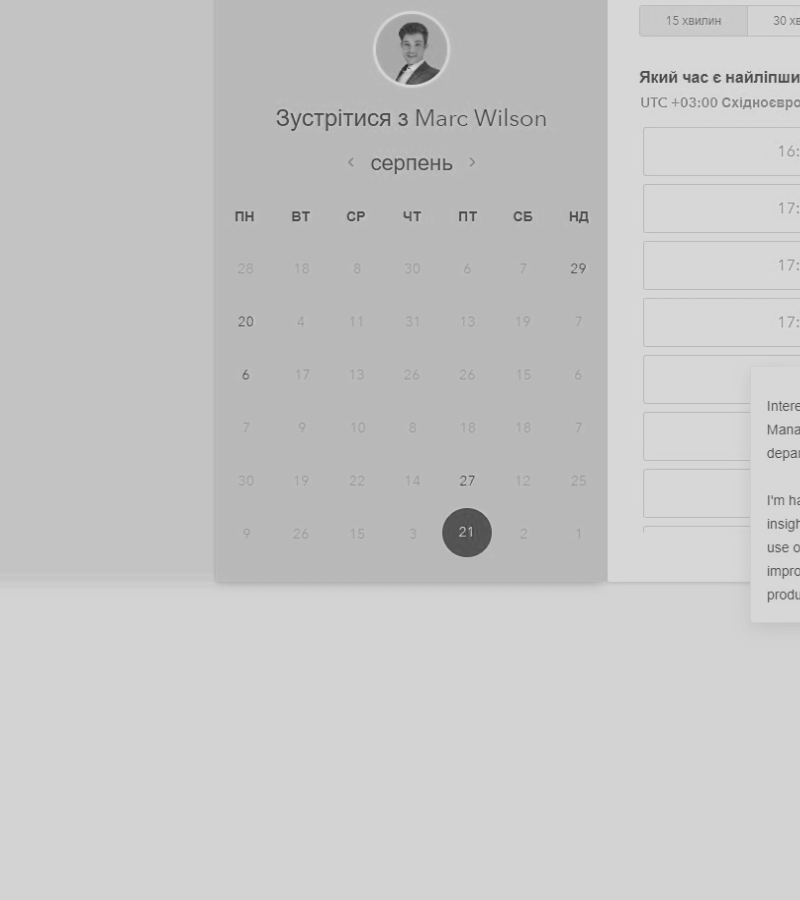 15 хвилин
Зустрітися з Marc Wilson
серпень
ПН ВТ СР ЧТ ПТ СБ НД
28 18 8 30 6 7 29
20 4 11 31 13 19 7
6 17 13 26 26 15 6
7 9 10 8 18 18 7
30 19 22 14 27 12 25
9 26 15 3 21 2 1
30 хв
Який час є найліпши
UTC +03:00 Східноєвро
16:
17:
17:
17:
Intere
Mana
depar
I'm ha
insigh
use o
impro
produ